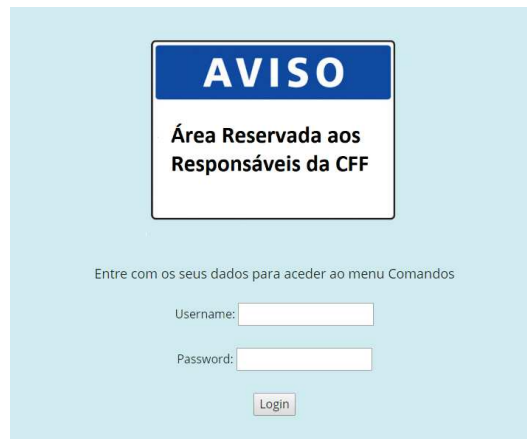 AVISO
Área Reservada aos
Responsáveis da CFF
Entre com os seus dados para aceder ao menu Comandos
Username:
Password:
Login